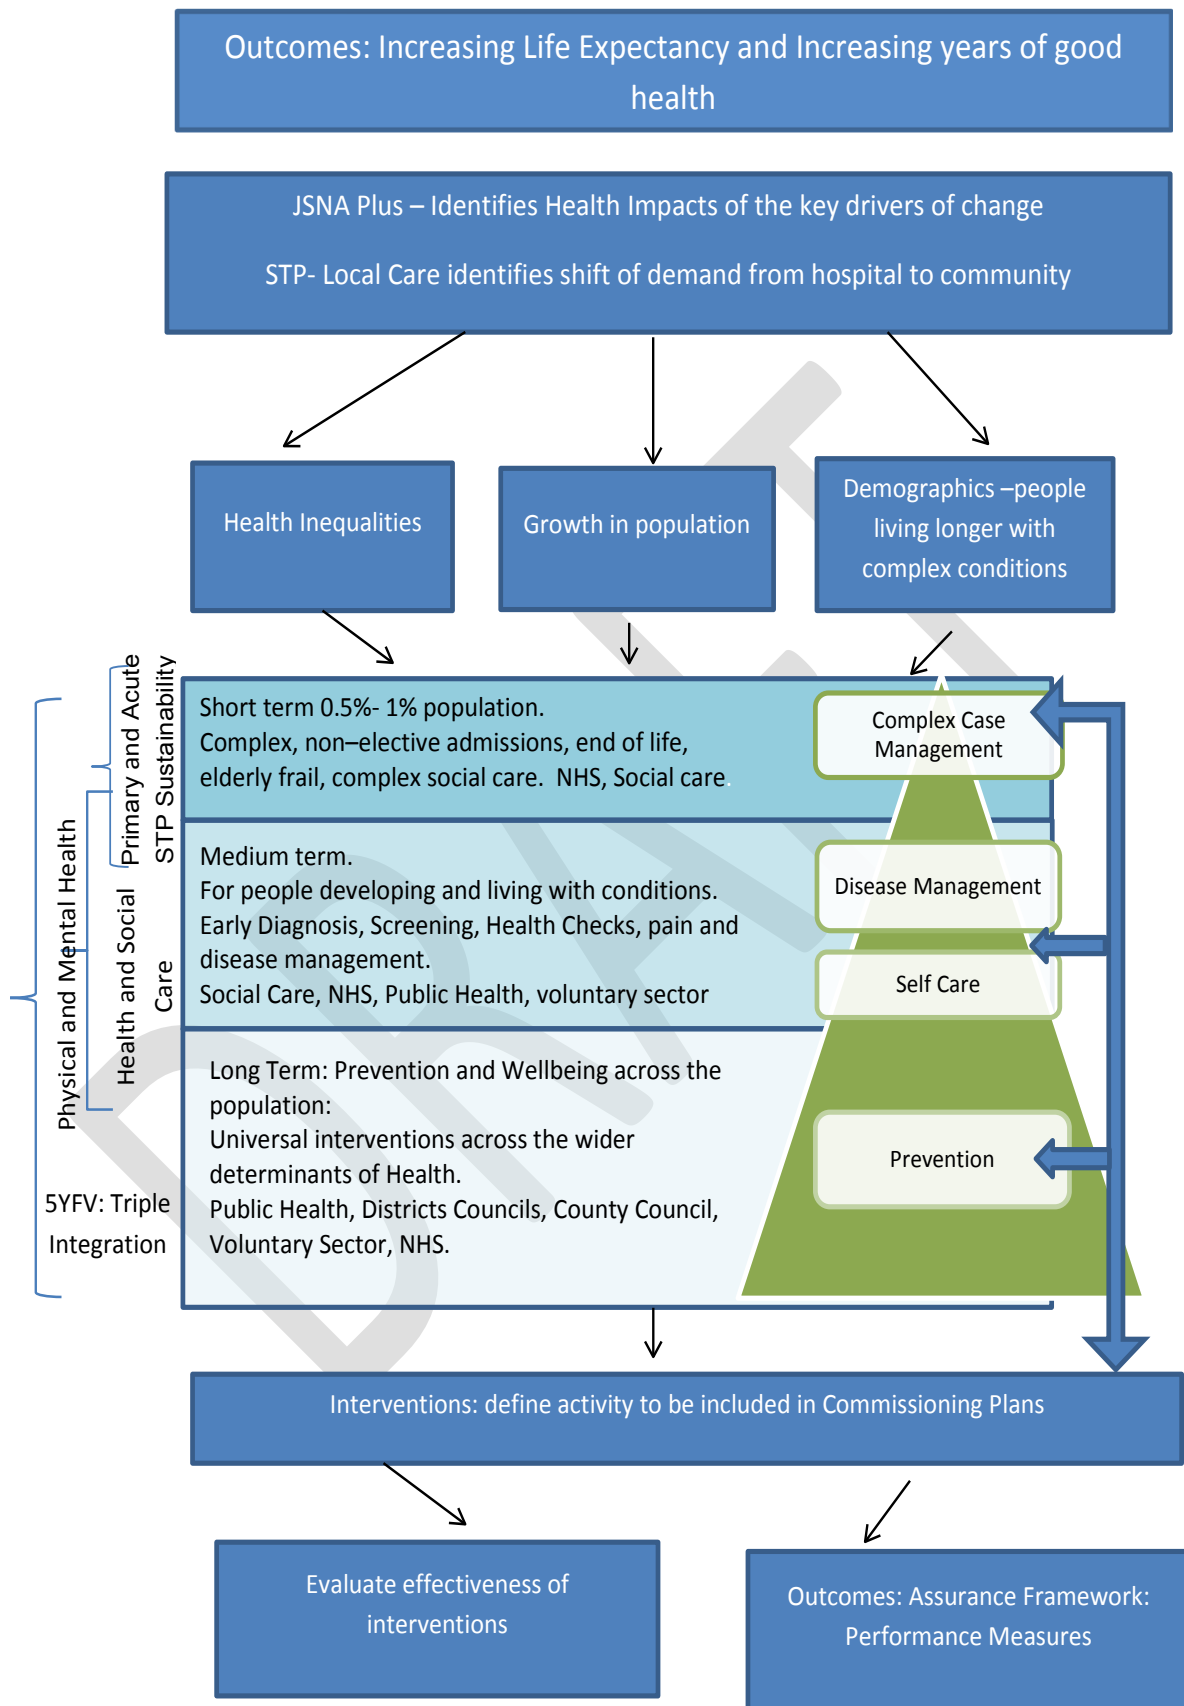 Outcomes: Increasing Life Expectancy and Increasing years of good
health
JSNA Plus – Identifies Health Impacts of the key drivers of change
STP- Local Care identifies shift of demand from hospital to community
Health Inequalities
Growth in population
Demographics –people
living longer with
complex conditions
Primary and Acute
STP Sustainability
Short term 0.5%- 1% population.
Complex, non–elective admissions, end of life,
elderly frail, complex social care.  NHS, Social care.
Complex Case
Management
Physical and Mental Health
Health and Social
Care
Medium term.
For people developing and living with conditions.
Early Diagnosis, Screening, Health Checks, pain and
disease management.
Social Care, NHS, Public Health, voluntary sector
Disease Management
Self Care
5YFV: Triple
Integration
Long Term: Prevention and Wellbeing across the
population:
Universal interventions across the wider
determinants of Health.
Public Health, Districts Councils, County Council,
Voluntary Sector, NHS.
Prevention
Interventions: define activity to be included in Commissioning Plans
Evaluate effectiveness of
interventions
Outcomes: Assurance Framework:
Performance Measures
DRAFT